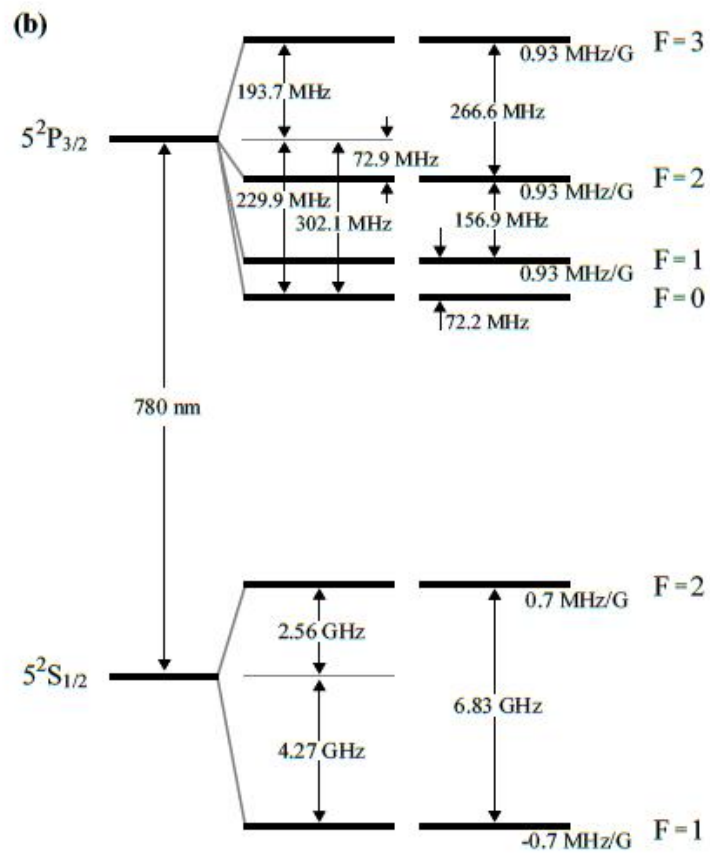 (b)
F = 3
0.93 MHz/G
193.7 MHz
266.6 MHz
5²P₃/₂
72.9 MHz
F = 2
0.93 MHz/G
229.9 MHz
302.1 MHz
156.9 MHz
F = 1
0.93 MHz/G
F = 0
72.2 MHz
780 nm
F = 2
0.7 MHz/G
2.56 GHz
5²S₁/₂
6.83 GHz
4.27 GHz
F = 1
-0.7 MHz/G